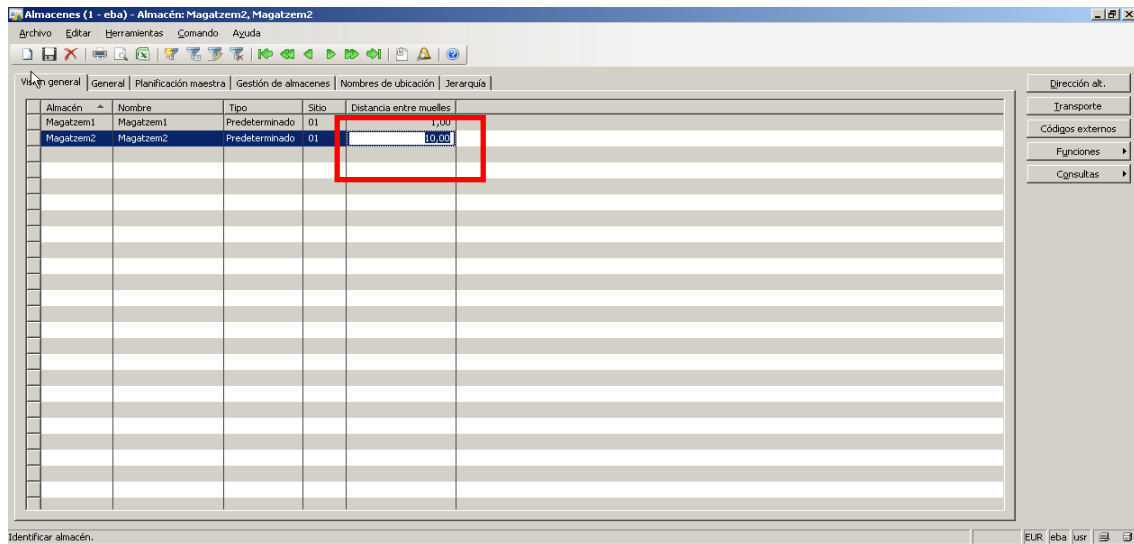 Almacenes (1 - eba) - Almacén: Magatzem2, Magatzem2
Archivo Editar Herramientas Comando Ayuda
Visión general General Planificación maestra Gestión de almacenes Nombres de ubicación Jerarquía
Dirección alt.
Almacén Nombre Tipo Sitio Distancia entre muelles
Transporte
Magatzem1 Magatzem1 Predeterminado 01 1,00
Códigos externos
Magatzem2 Magatzem2 Predeterminado 01 10,00
Funciones
Consultas
Identificar almacén.
EUR eba usr